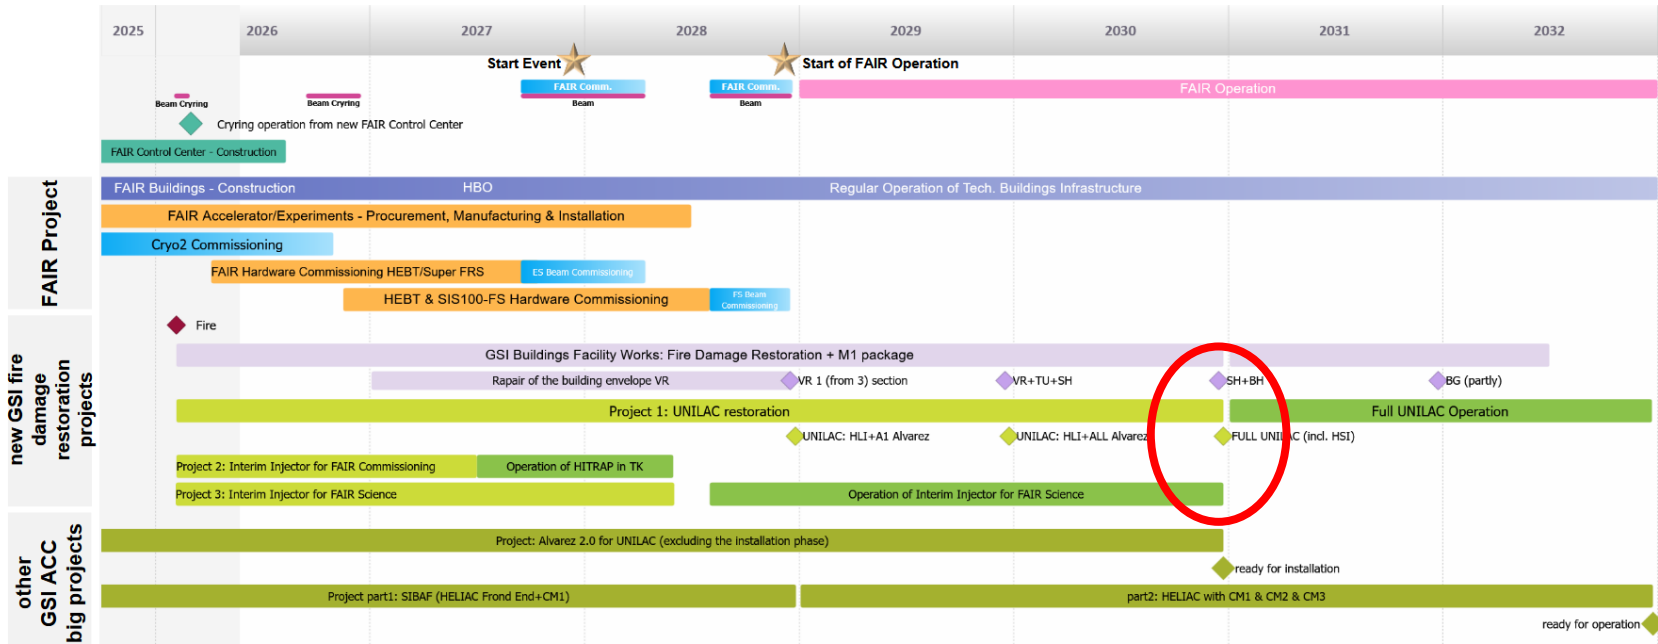 2025 2026 2027 2028 2029 2030 2031 2032
Start Event
Start of FAIR Operation
FAIR Comm.
FAIR Comm.
FAIR Operation
Beam Cryring
Beam Cryring
Beam
Beam
Cryring operation from new FAIR Control Center
FAIR Control Center - Construction
FAIR Project
FAIR Buildings - Construction
HBO
Regular Operation of Tech. Buildings Infrastructure
FAIR Accelerator/Experiments - Procurement, Manufacturing & Installation
Cryo2 Commissioning
FAIR Hardware Commissioning HEBT/Super FRS
ES Beam Commissioning
HEBT & SIS100-FS Hardware Commissioning
FS Beam
Commissioning
new GSI fire
damage
restoration
projects
Fire
GSI Buildings Facility Works: Fire Damage Restoration + M1 package
Rapair of the building envelope VR
VR 1 (from 3) section
VR+TU+SH
SH+BH
BG (partly)
Project 1: UNILAC restoration
Full UNILAC Operation
UNILAC: HLI+A1 Alvarez
UNILAC: HLI+ALL Alvarez
FULL UNILAC (incl. HSI)
Project 2: Interim Injector for FAIR Commissioning
Operation of HITRAP in TK
Project 3: Interim Injector for FAIR Science
Operation of Interim Injector for FAIR Science
other
GSI ACC
big projects
Project: Alvarez 2.0 for UNILAC (excluding the installation phase)
ready for installation
Project part1: SIBAF (HELIAC Frond End+CM1)
part2: HELIAC with CM1 & CM2 & CM3
ready for operation